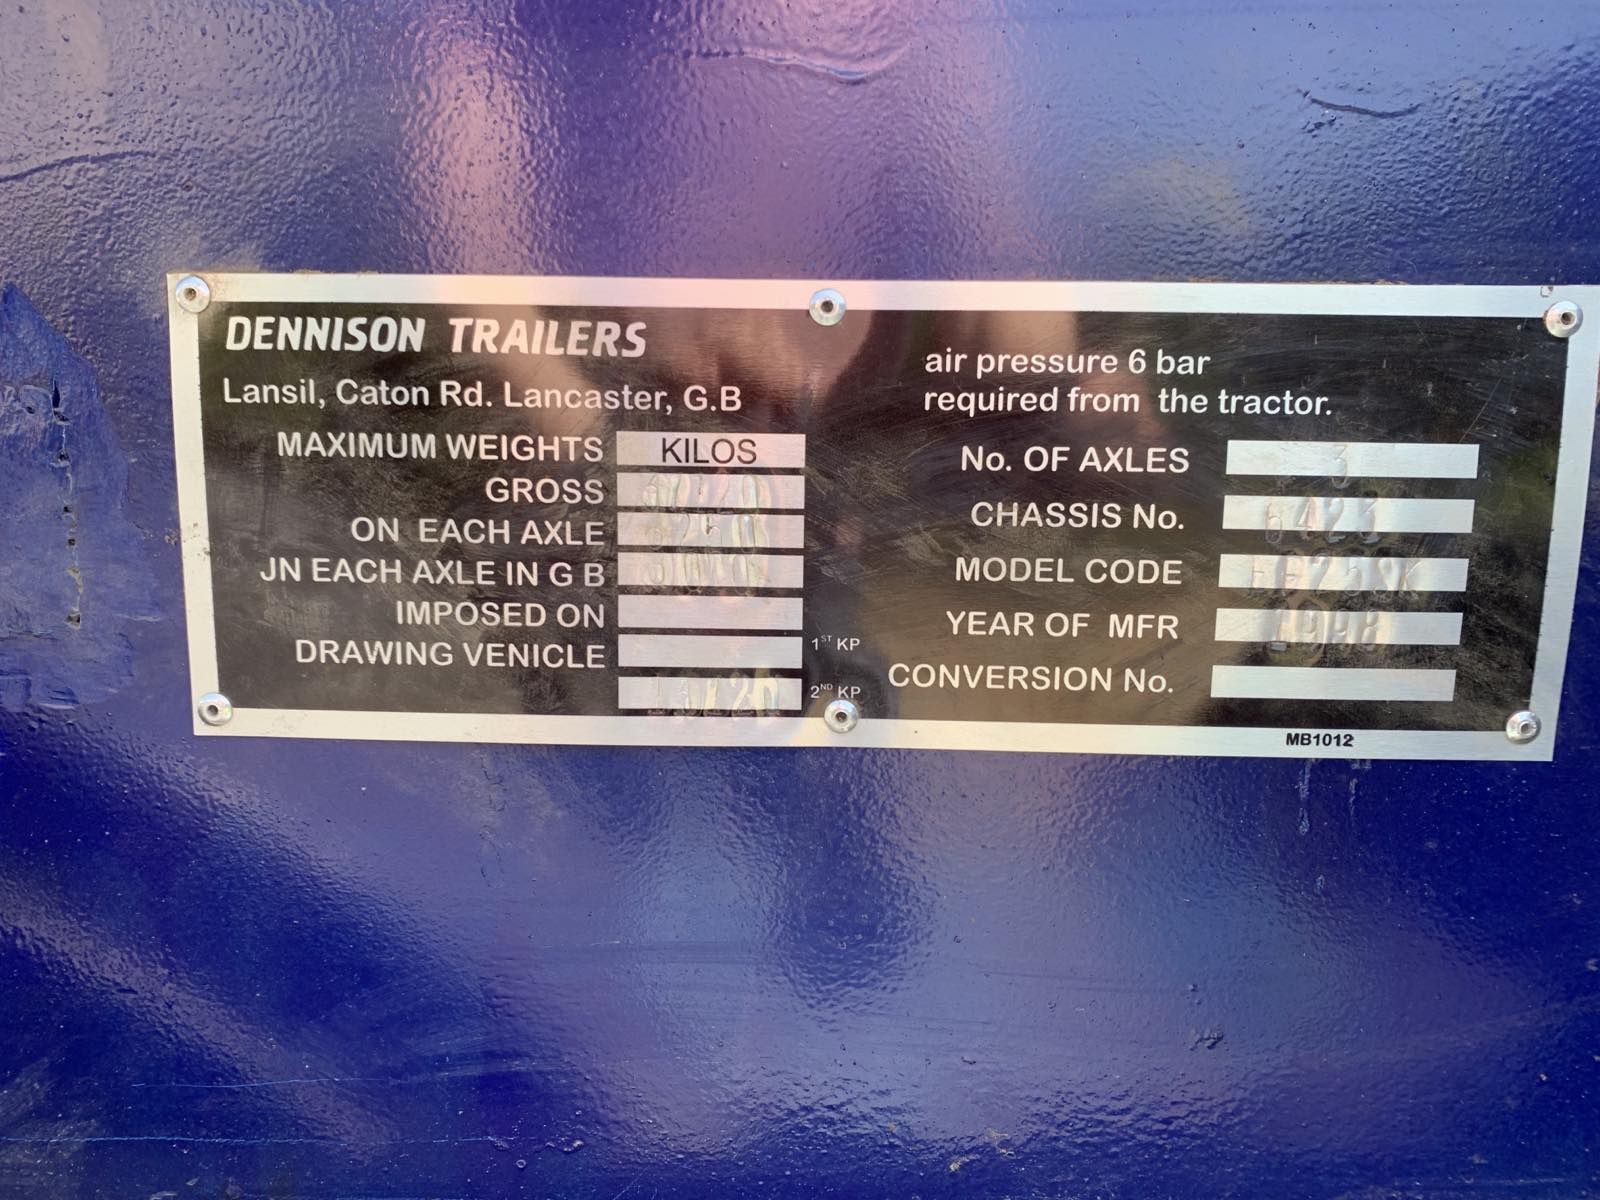 DENNISON TRAILERS
Lansil, Caton Rd. Lancaster, G.B
MAXIMUM WEIGHTS KILOS
GROSS
ON EACH AXLE
JN EACH AXLE IN G B
IMPOSED ON
DRAWING VENICLE 1ST KP
2ND KP
air pressure 6 bar
required from the tractor.
No. OF AXLES 3
CHASSIS No. 6423
MODEL CODE
YEAR OF MFR 1998
CONVERSION No.
MB1012